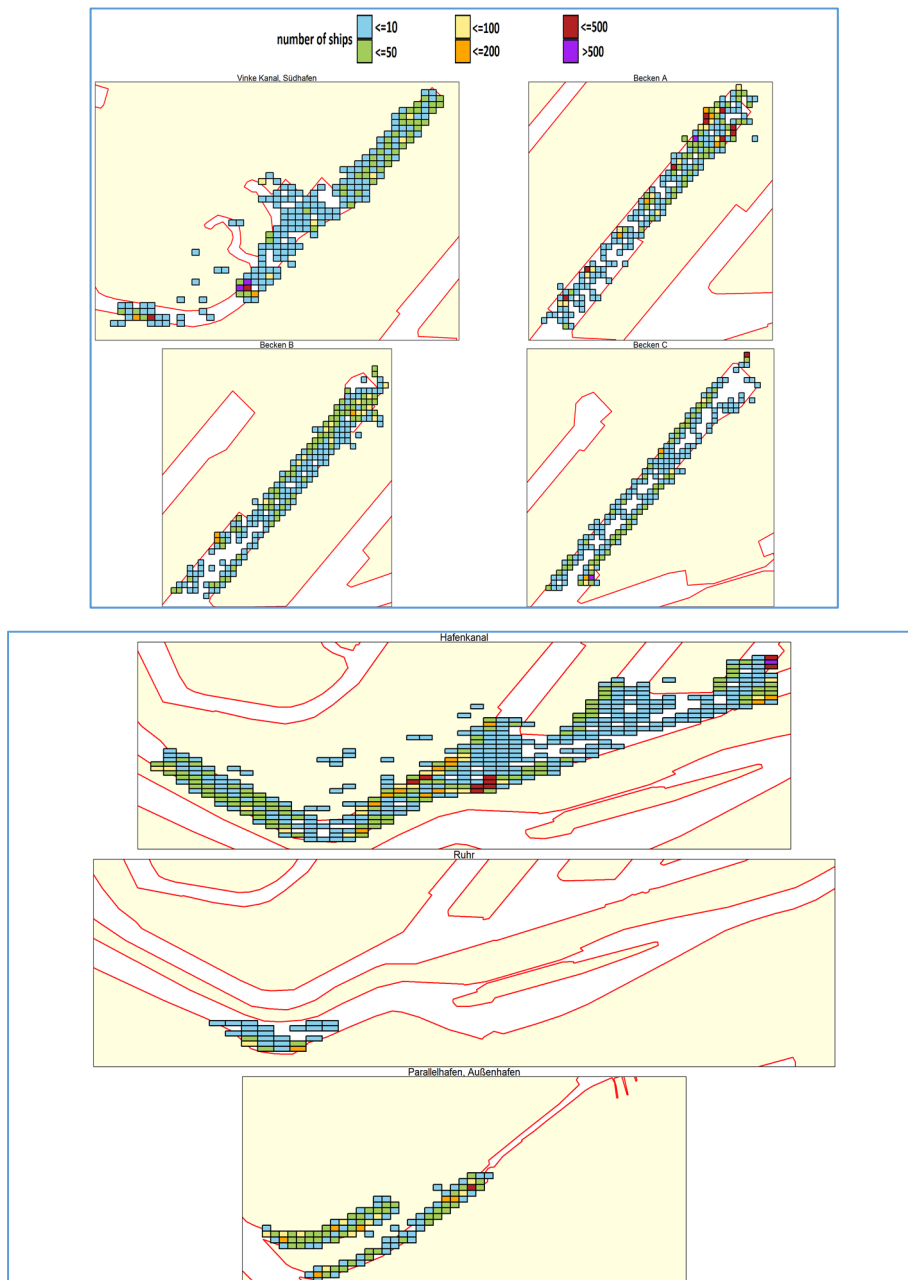 number of ships
<=10
<=100
<=500
<=50
<=200
>500
Vinke Kanal, Südhafen
Becken A
Becken B
Becken C
Hafenkanal
Ruhr
Parallelhafen, Außenhafen